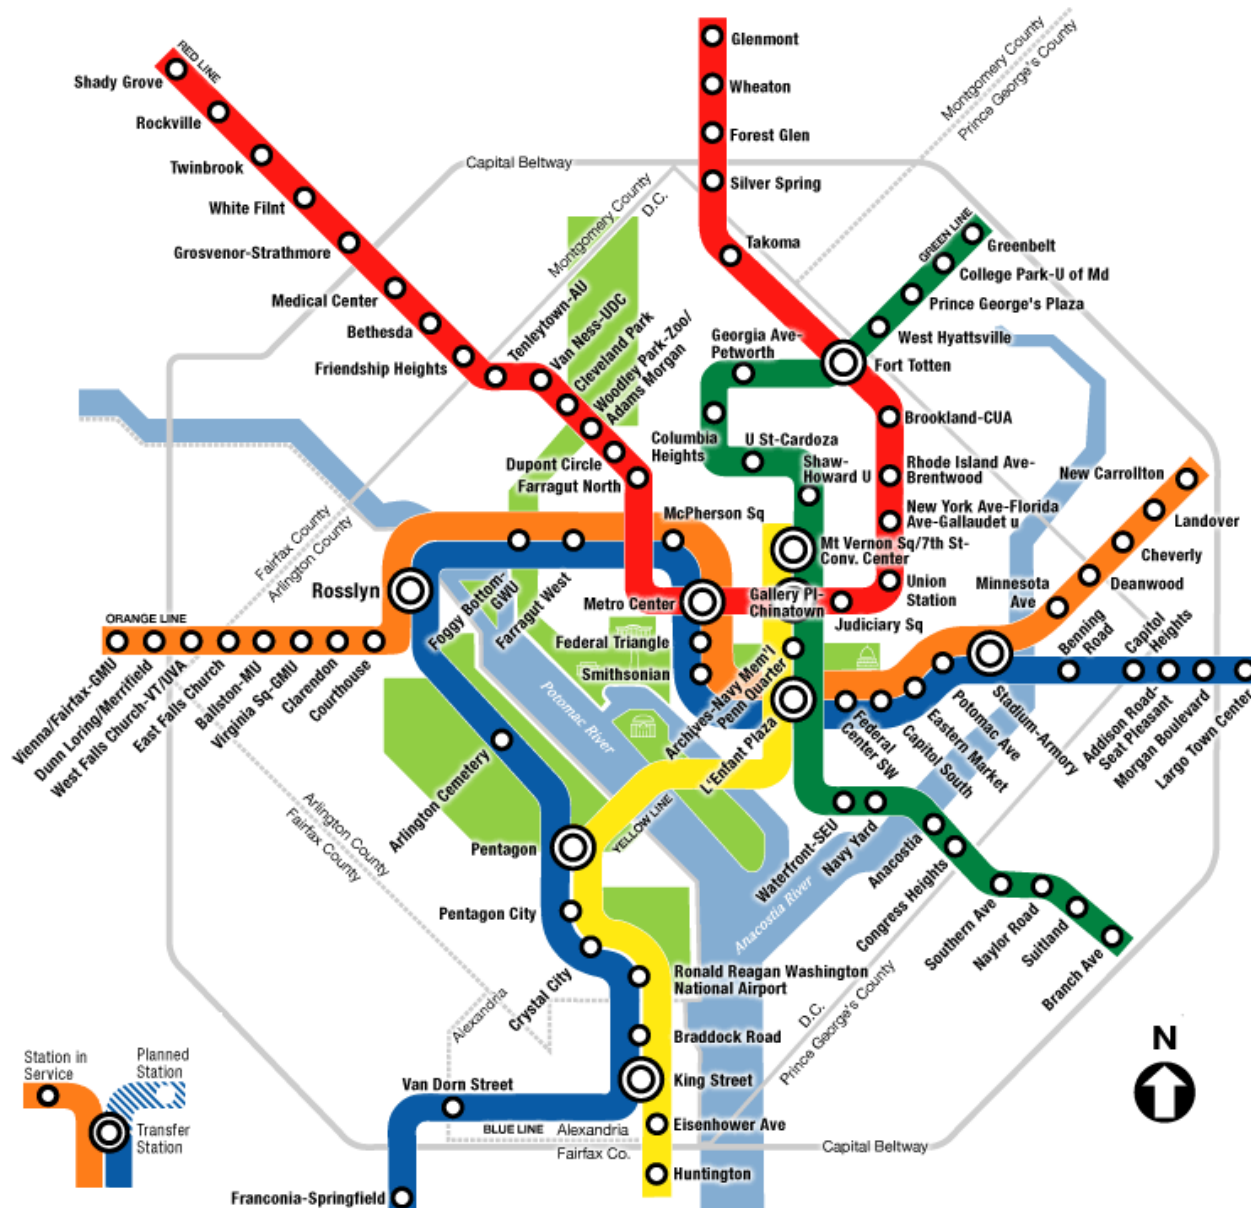 RED LINE
Shady Grove
Rockville
Twinbrook
White Filnt
Grosvenor-Strathmore
Medical Center
Bethesda
Friendship Heights
Tenleytown-AU
Van Ness-UDC
Cleveland Park
Woodley Park-Zoo/
Adams Morgan
Dupont Circle
Farragut North
Glenmont
Wheaton
Forest Glen
Silver Spring
Takoma
Montgomery County
Prince George's County
Capital Beltway
Montgomery County
D.C.
GREEN LINE
Greenbelt
College Park-U of Md
Prince George's Plaza
West Hyattsville
Georgia Ave-
Petworth
Fort Totten
Brookland-CUA
Columbia
Heights
U St-Cardoza
Shaw-
Howard U
Rhode Island Ave-
Brentwood
New York Ave-Florida
Ave-Gallaudet u
New Carrollton
Landover
Cheverly
Deanwood
Minnesota
Ave
McPherson Sq
Mt Vernon Sq/7th St-
Conv. Center
Union
Station
Metro Center
Gallery Pl-
Chinatown
Judiciary Sq
Fairfax County
Arlington County
Rosslyn
Foggy Bottom-
GWU
Farragut West
Federal Triangle
Smithsonian
Archives-Navy Mem'l
Penn Quarter
L'Enfant Plaza
Benning
Road
Capitol
Heights
ORANGE LINE
Vienna/Fairfax-GMU
Dunn Loring/Merrifield
West Falls Church-VT/UVA
East Falls Church
Ballston-MU
Virginia Sq-GMU
Clarendon
Courthouse
Potomac River
Federal
Center SW
Capitol South
Eastern Market
Potomac Ave
Stadium-Armory
Addison Road-
Seat Pleasant
Morgan Boulevard
Largo Town Center
Arlington Cemetery
Arlington County
Fairfax County
Pentagon
YELLOW LINE
Waterfront-SEU
Navy Yard
Anacostia
Congress Heights
Southern Ave
Naylor Road
Suitland
Branch Ave
Anacostia River
Pentagon City
Crystal City
Ronald Reagan Washington
National Airport
Alexandria
Braddock Road
D.C.
Prince George's County
King Street
Van Dorn Street
BLUE LINE
Alexandria
Fairfax Co.
Eisenhower Ave
Huntington
Franconia-Springfield
Capital Beltway
N
Station in
Service
Planned
Station
Transfer
Station